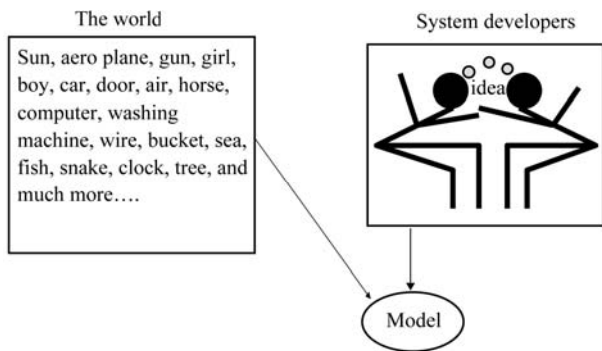 The world
Sun, aero plane, gun, girl,
boy, car, door, air, horse,
computer, washing
machine, wire, bucket, sea,
fish, snake, clock, tree, and
much more….
System developers
idea
Model